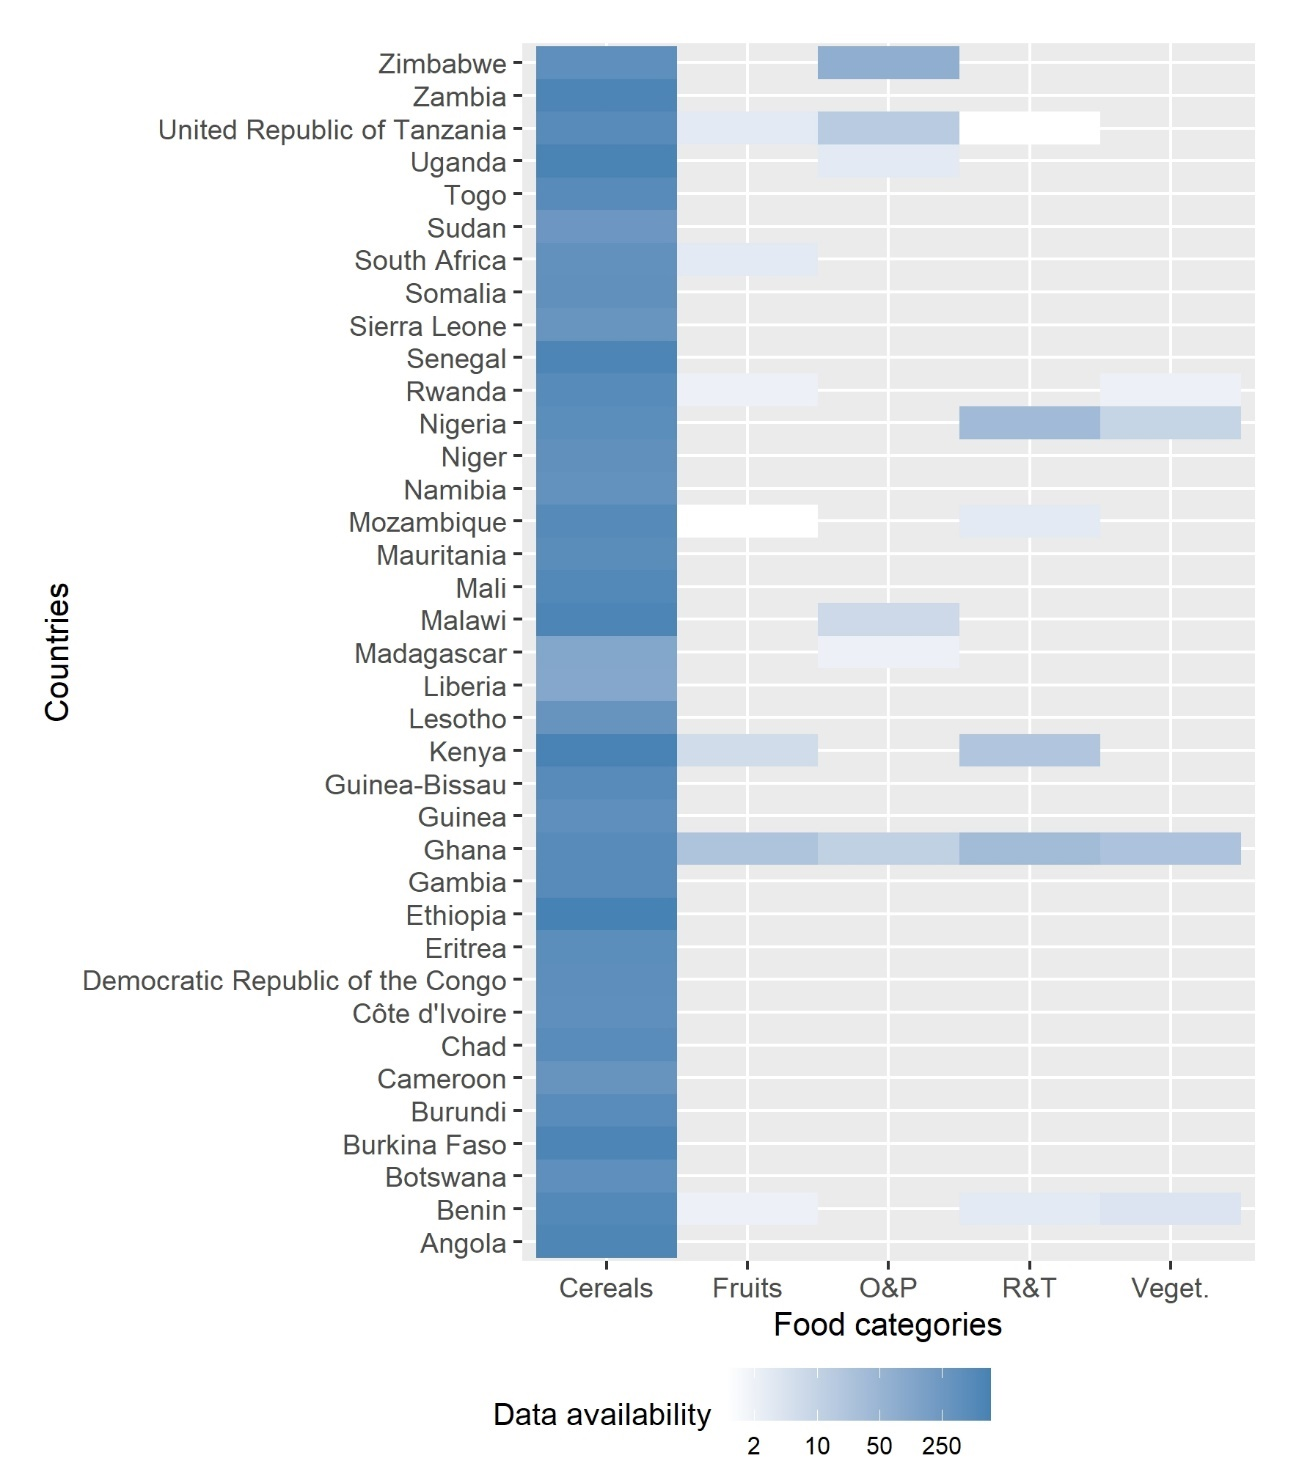 Zimbabwe
Zambia
United Republic of Tanzania
Uganda
Togo
Sudan
South Africa
Somalia
Sierra Leone
Senegal
Rwanda
Nigeria
Niger
Namibia
Mozambique
Mauritania
Mali
Malawi
Madagascar
Liberia
Lesotho
Kenya
Guinea-Bissau
Guinea
Ghana
Gambia
Ethiopia
Eritrea
Democratic Republic of the Congo
Côte d'Ivoire
Chad
Cameroon
Burundi
Burkina Faso
Botswana
Benin
Angola
Countries
Cereals Fruits O&P R&T Veget.
Food categories
Data availability
2 10 50 250